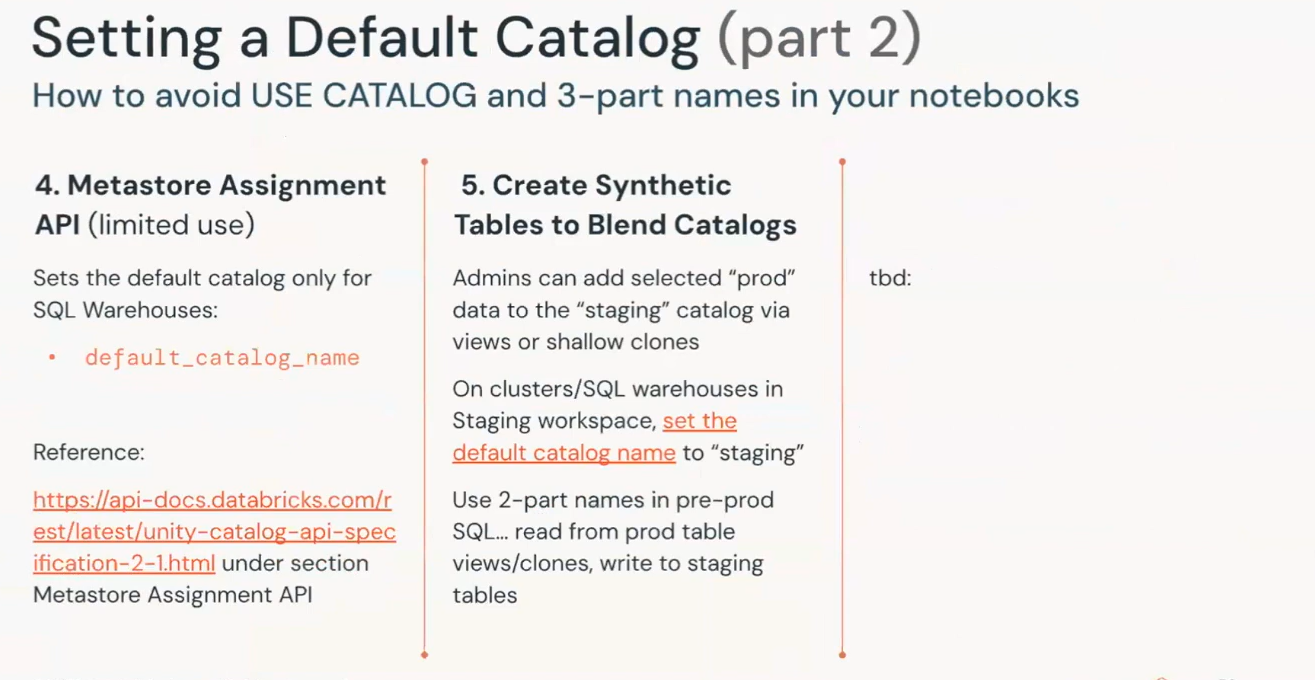 Setting a Default Catalog (part 2)
How to avoid USE CATALOG and 3-part names in your notebooks
4. Metastore Assignment
API (limited use)
Sets the default catalog only for
SQL Warehouses:
• default_catalog_name
Reference:
https://api-docs.databricks.com/r
est/latest/unity-catalog-api-spec
ification-2-1.html under section
Metastore Assignment API
5. Create Synthetic
Tables to Blend Catalogs
Admins can add selected “prod”
data to the “staging” catalog via
views or shallow clones
On clusters/SQL warehouses in
Staging workspace, set the
default catalog name to “staging”
Use 2-part names in pre-prod
SQL... read from prod table
views/clones, write to staging
tables
tbd: